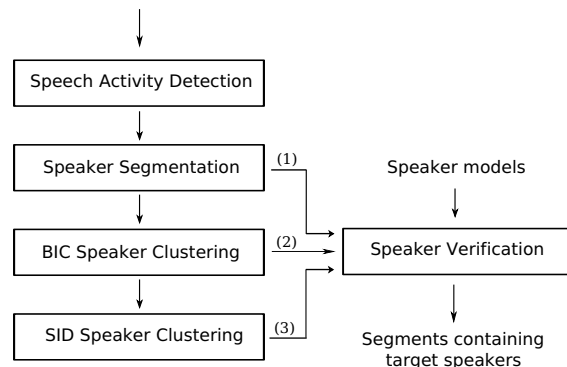 Speech Activity Detection
Speaker Segmentation
(1)
Speaker models
BIC Speaker Clustering
(2)
Speaker Verification
SID Speaker Clustering
(3)
Segments containing
target speakers